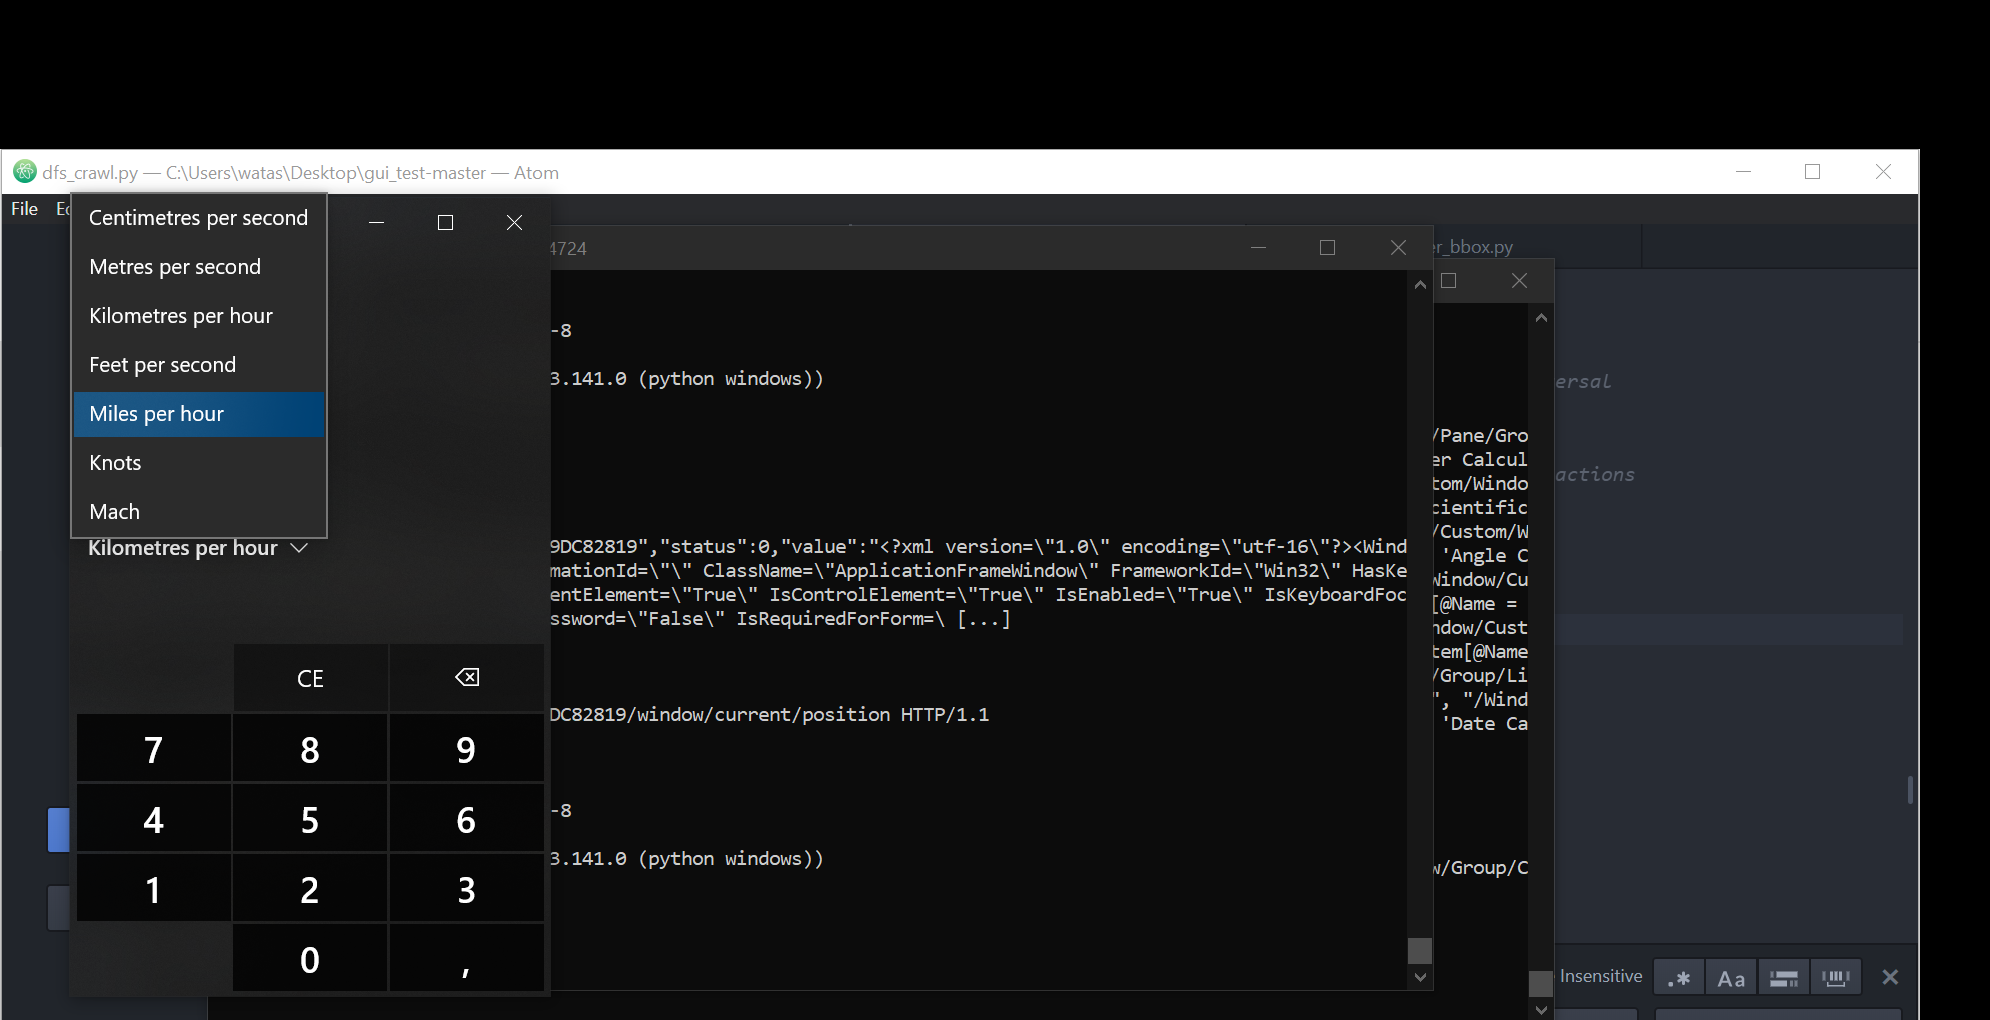 dfs_crawl.py — C:\Users\watas\Desktop\gui_test-master — Atom
File
Centimetres per second
Metres per second
Kilometres per hour
Feet per second
Miles per hour
Knots
Mach
Kilometres per hour
CE
7 8 9
4 5 6
1 2 3
0 ,
4724
-8
3.141.0 (python windows))
9DC82819","status":0,"value":"<?xml version=\"1.0\" encoding=\"utf-16\"?><Wind
mationId=\"\" ClassName=\"ApplicationFrameWindow\" FrameworkId=\"Win32\" HasKe
entElement=\"True\" IsControlElement=\"True\" IsEnabled=\"True\" IsKeyboardFoc
ssword=\"False\" IsRequiredForForm=\ [...]
DC82819/window/current/position HTTP/1.1
-8
3.141.0 (python windows))
er_bbox.py
/Pane/Gro
er Calcul
tom/Windo
cientific
/Custom/W
'Angle C
Window/Cu
[@Name =
ndow/Cust
tem[@Name
/Group/Li
", "/Wind
'Date Ca
w/Group/C
ersal
actions
Insensitive
.* Aa